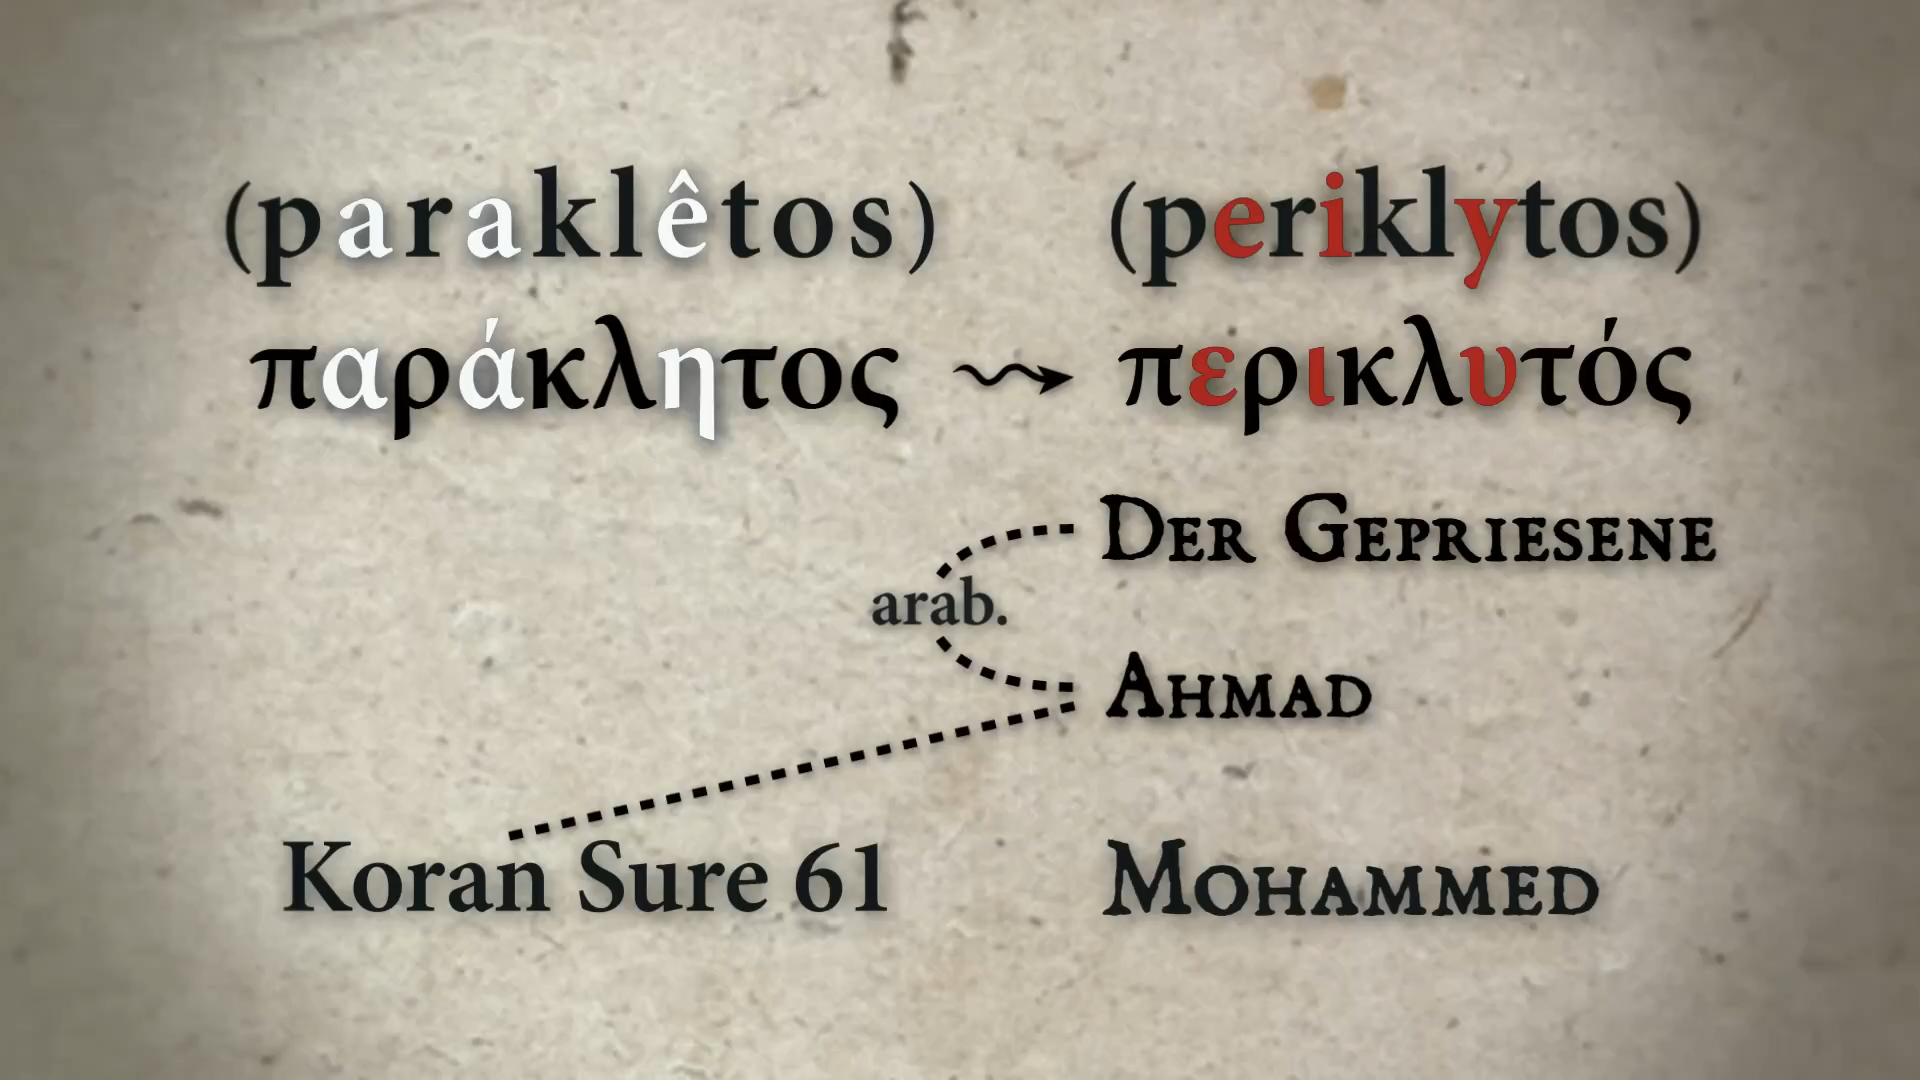 (paraklêtos) (periklytos)
παράκλητος περικλυτός
Der Gepriesene
arab.
Ahmad
Koran Sure 61 Mohammed